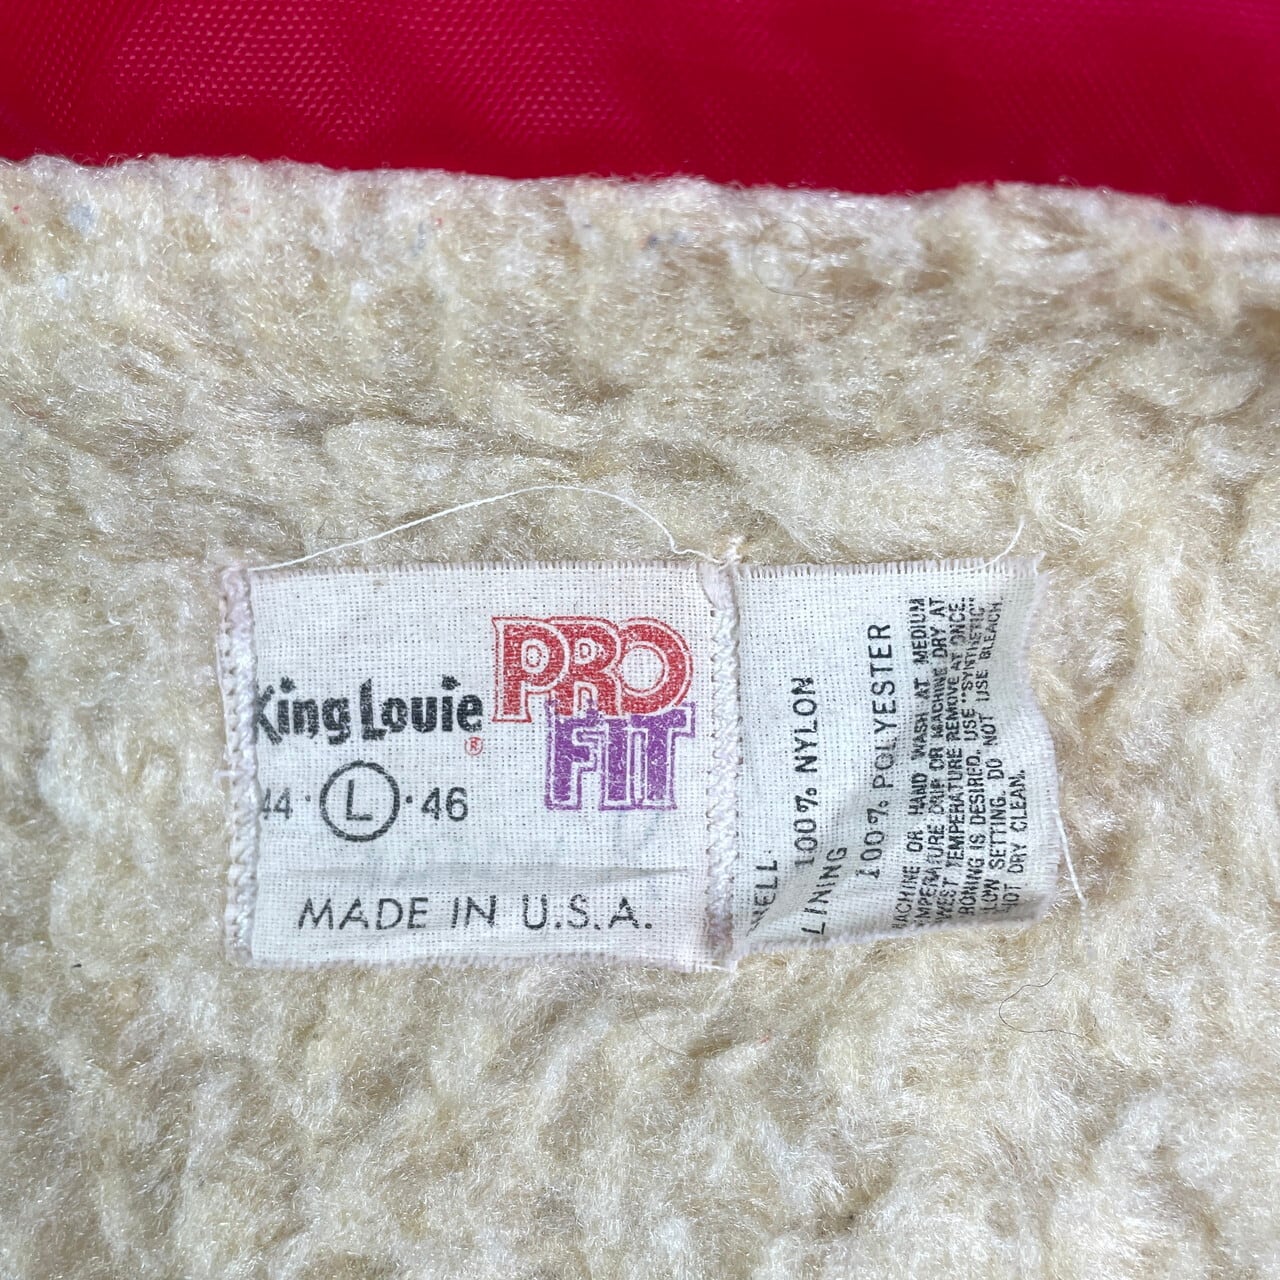 King Louie®
PRO
FIT
44·L·46
MADE IN U.S.A.
SHELL:
100% NYLON
LINING
100% POLYESTER
MACHINE OR HAND WASH AT MEDIUM
TEMPERATURE DRIP OR MACHINE DRY AT
LOWEST TEMPERATURE REMOVE AT ONCE.
IRONING IS DESIRED, USE "SYNTHETIC"
LOW SETTING. DO NOT USE BLEACH.
NOT DRY CLEAN.